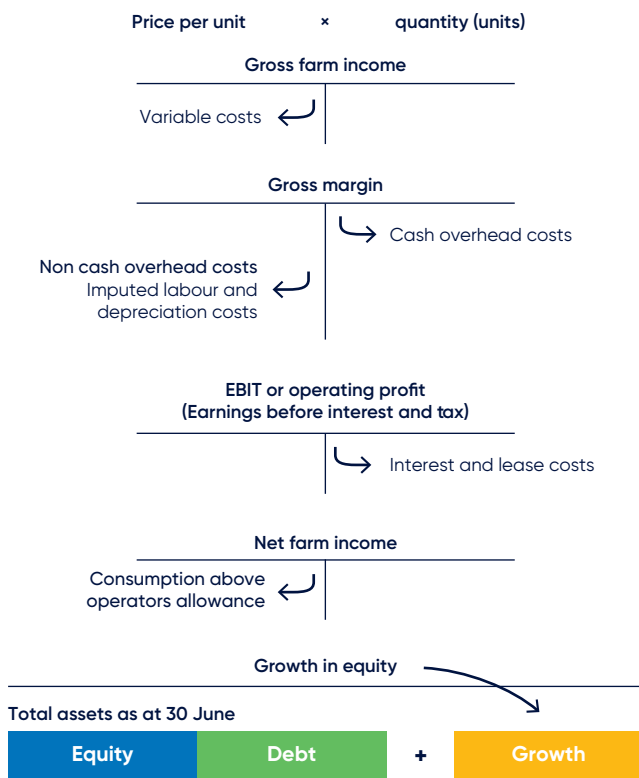 Price per unit × quantity (units)
Gross farm income
Variable costs
Gross margin
Cash overhead costs
Non cash overhead costs
Imputed labour and
depreciation costs
EBIT or operating profit
(Earnings before interest and tax)
Interest and lease costs
Net farm income
Consumption above
operators allowance
Growth in equity
Total assets as at 30 June
Equity Debt + Growth